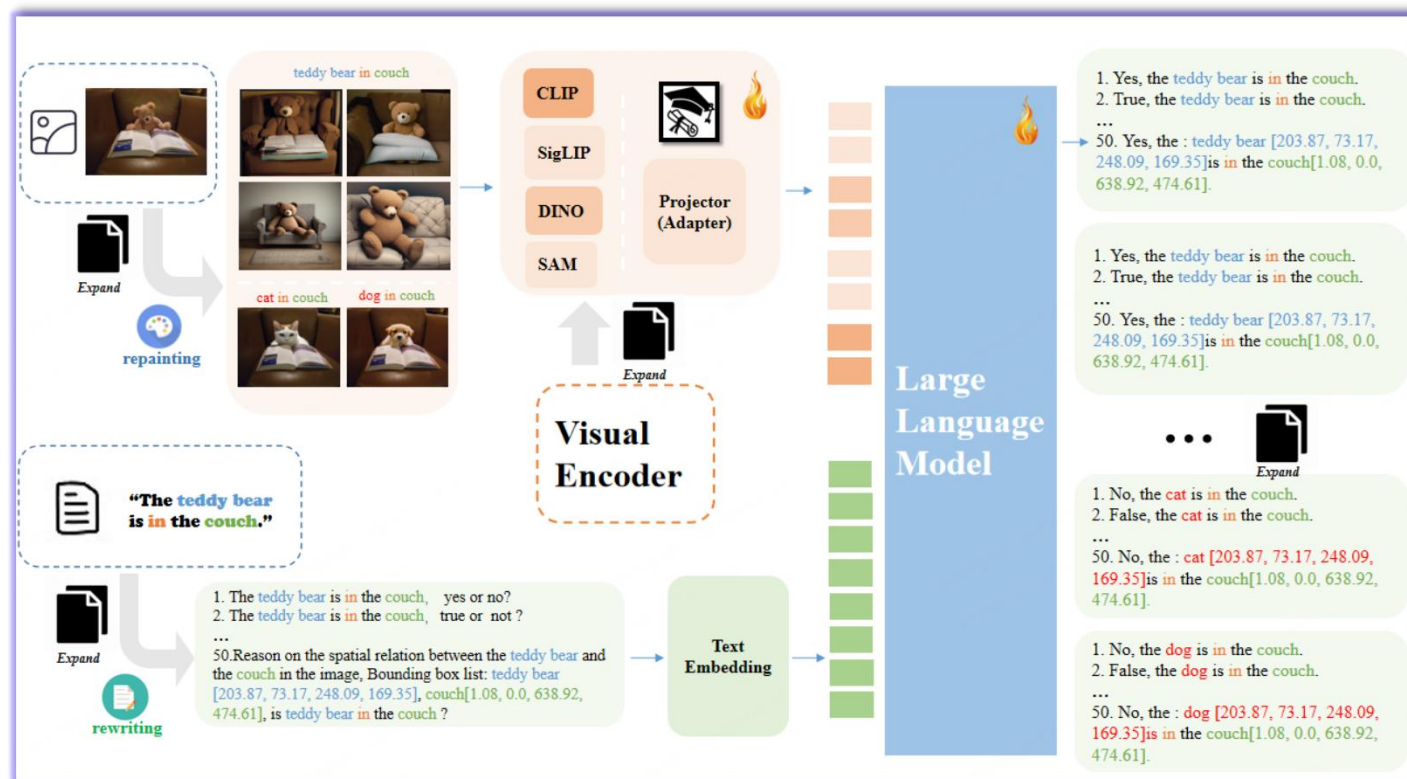 teddy bear in couch
cat in couch
dog in couch
Expand
repainting
CLIP
SigLIP
DINO
SAM
Projector
(Adapter)
Expand
Visual
Encoder
“The teddy bear
is in the couch.”
Expand
rewriting
1. The teddy bear is in the couch, yes or no?
2. The teddy bear is in the couch, true or not ?
...
50.Reason on the spatial relation between the teddy bear and
the couch in the image, Bounding box list: teddy bear
[203.87, 73.17, 248.09, 169.35], couch[1.08, 0.0, 638.92,
474.61], is teddy bear in the couch ?
Text
Embedding
Large
Language
Model
1. Yes, the teddy bear is in the couch.
2. True, the teddy bear is in the couch.
...
50. Yes, the : teddy bear [203.87, 73.17,
248.09, 169.35]is in the couch[1.08, 0.0,
638.92, 474.61].
1. Yes, the teddy bear is in the couch.
2. True, the teddy bear is in the couch.
...
50. Yes, the : teddy bear [203.87, 73.17,
248.09, 169.35]is in the couch[1.08, 0.0,
638.92, 474.61].
...
Expand
1. No, the cat is in the couch.
2. False, the cat is in the couch.
...
50. No, the : cat [203.87, 73.17, 248.09,
169.35]is in the couch[1.08, 0.0, 638.92,
474.61].
1. No, the dog is in the couch.
2. False, the dog is in the couch.
...
50. No, the : dog [203.87, 73.17, 248.09,
169.35]is in the couch[1.08, 0.0, 638.92,
474.61].